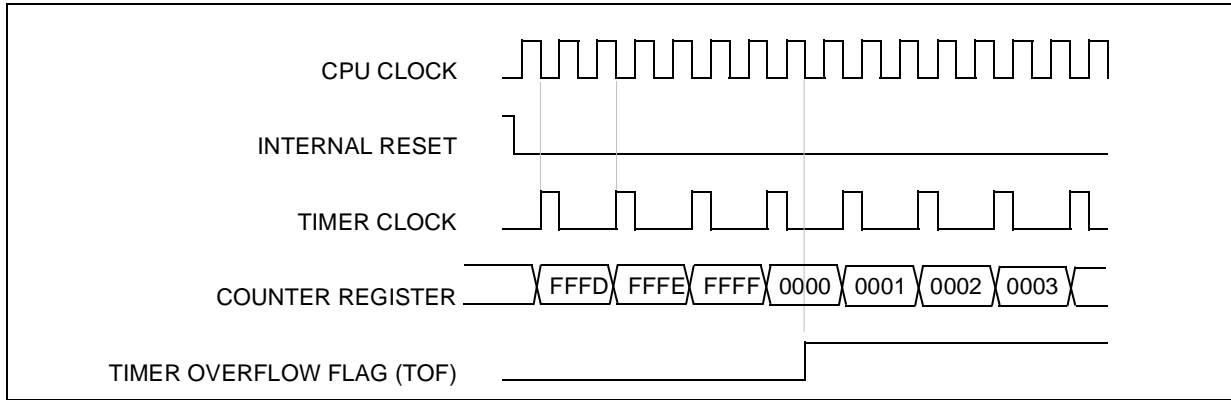 CPU CLOCK
INTERNAL RESET
TIMER CLOCK
COUNTER REGISTER FFFD FFFE FFFF 0000 0001 0002 0003
TIMER OVERFLOW FLAG (TOF)